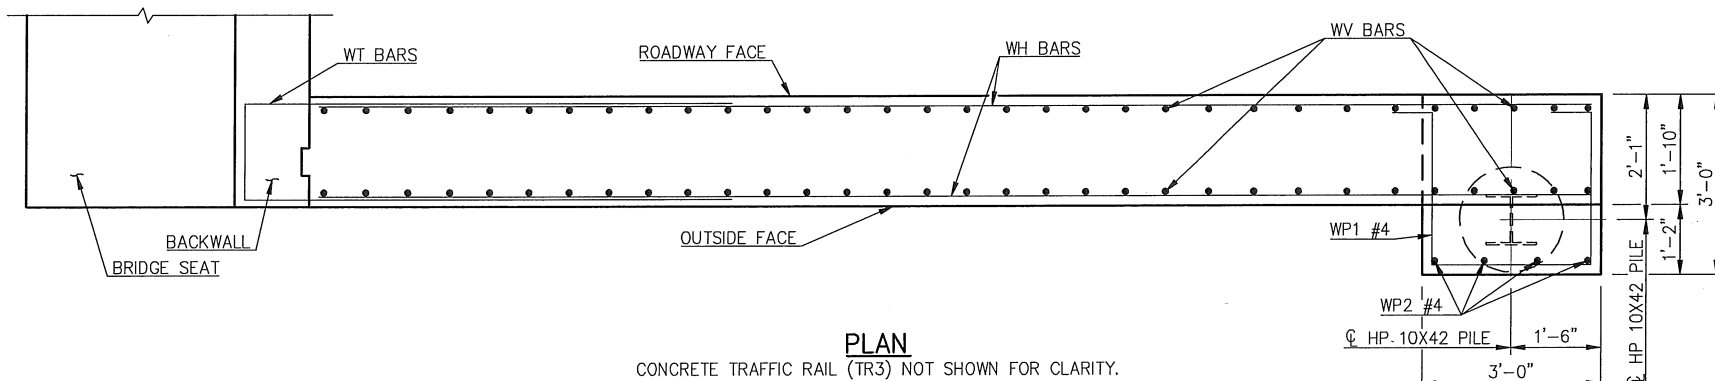 WT BARS
ROADWAY FACE
WH BARS
WV BARS
BACKWALL
BRIDGE SEAT
OUTSIDE FACE
WP1 #4
WP2 #4
2'-1"
1'-10"
3'-0"
1'-2"
℄ HP 10X42 PILE
℄ HP 10X42 PILE
1'-6"
3'-0"
PLAN
CONCRETE TRAFFIC RAIL (TR3) NOT SHOWN FOR CLARITY.